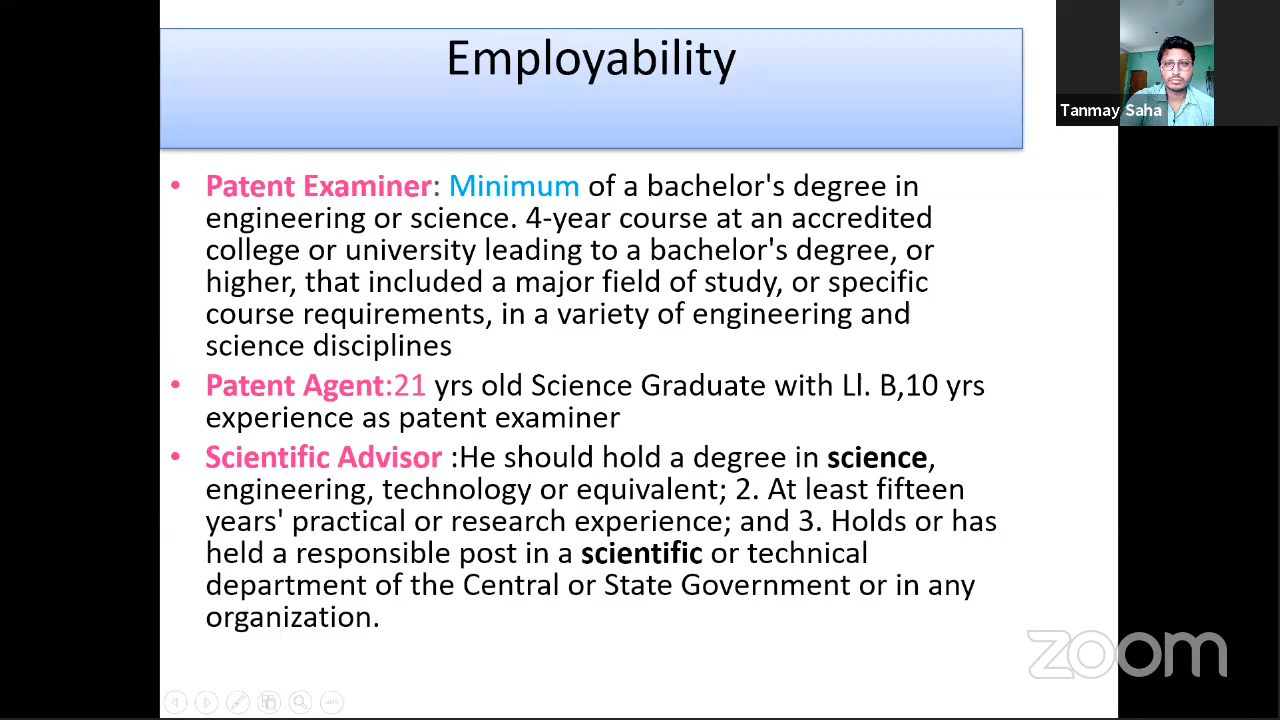 Employability
Tanmay Saha
• Patent Examiner: Minimum of a bachelor's degree in
engineering or science. 4-year course at an accredited
college or university leading to a bachelor's degree, or
higher, that included a major field of study, or specific
course requirements, in a variety of engineering and
science disciplines
• Patent Agent:21 yrs old Science Graduate with Ll. B,10 yrs
experience as patent examiner
• Scientific Advisor :He should hold a degree in science,
engineering, technology or equivalent; 2. At least fifteen
years' practical or research experience; and 3. Holds or has
held a responsible post in a scientific or technical
department of the Central or State Government or in any
organization.
zoom